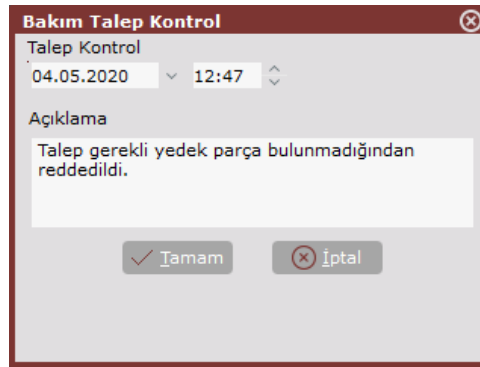 Bakım Talep Kontrol
Talep Kontrol
04.05.2020 12:47
Açıklama
Talep gerekli yedek parça bulunmadığından
reddedildi.
Tamam İptal